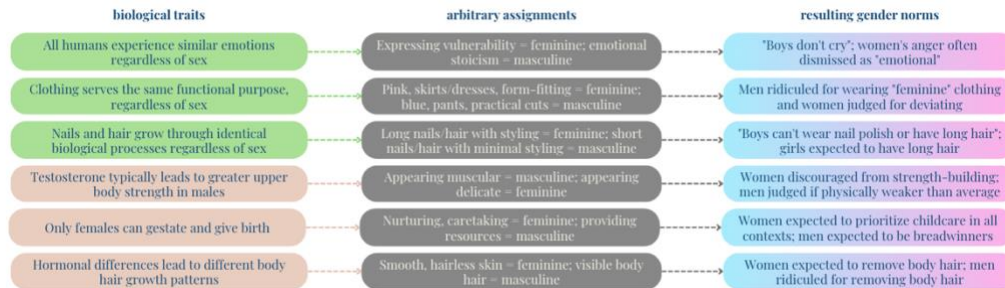 biological traits
arbitrary assignments
resulting gender norms
All humans experience similar emotions
regardless of sex
Expressing vulnerability = feminine; emotional
stoicism = masculine
"Boys don't cry"; women's anger often
dismissed as "emotional"
Clothing serves the same functional purpose,
regardless of sex
Pink, skirts/dresses, form-fitting = feminine;
blue, pants, practical cuts = masculine
Men ridiculed for wearing "feminine" clothing
and women judged for deviating
Nails and hair grow through identical
biological processes regardless of sex
Long nails/hair with styling = feminine; short
nails/hair with minimal styling = masculine
"Boys can't wear nail polish or have long hair";
girls expected to have long hair
Testosterone typically leads to greater upper
body strength in males
Appearing muscular = masculine; appearing
delicate = feminine
Women discouraged from strength-building;
men judged if physically weaker than average
Only females can gestate and give birth
Nurturing, caretaking = feminine; providing
resources = masculine
Women expected to prioritize childcare in all
contexts; men expected to be breadwinners
Hormonal differences lead to different body
hair growth patterns
Smooth, hairless skin = feminine; visible body
hair = masculine
Women expected to remove body hair; men
ridiculed for removing body hair